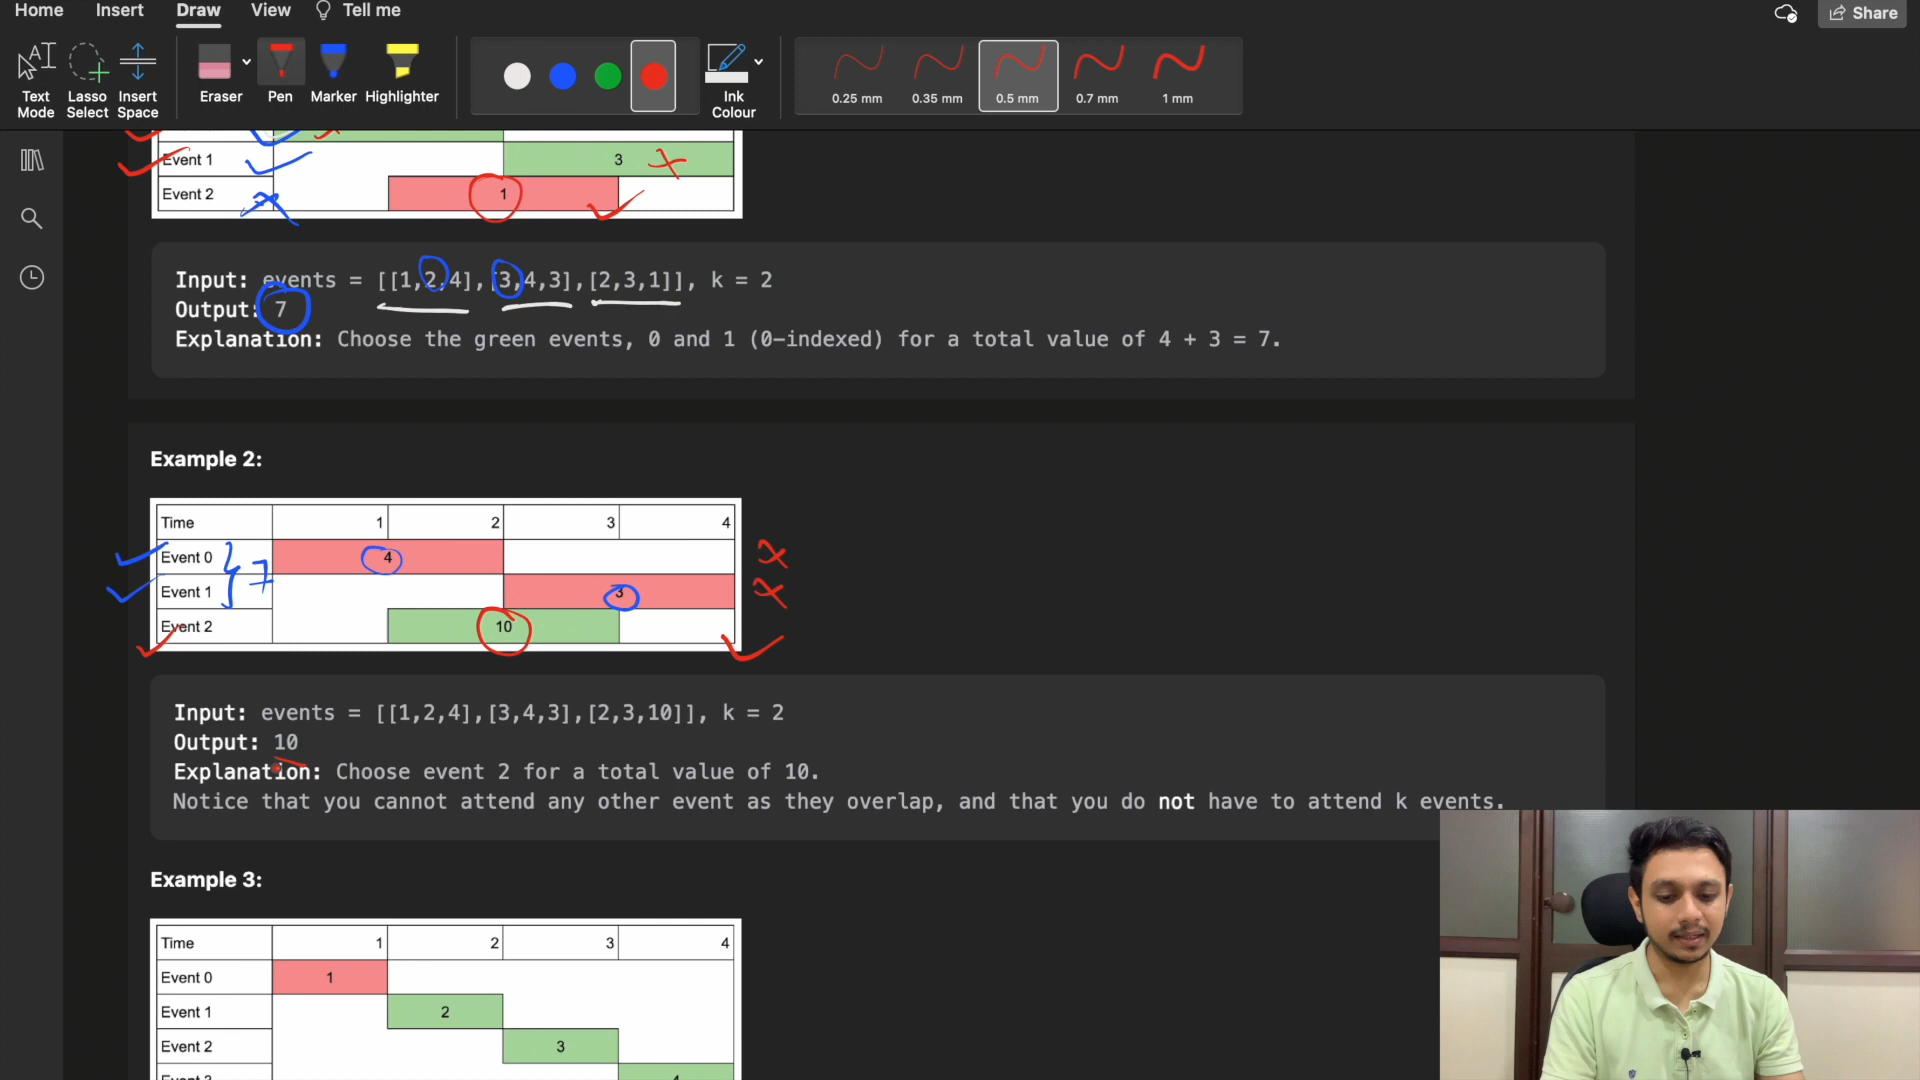 Home Insert Draw View Tell me Share
Text Mode Lasso Select Insert Space Eraser Pen Marker Highlighter Ink Colour 0.25 mm 0.35 mm 0.5 mm 0.7 mm 1 mm
Event 1 3
Event 2 1
Input: events = [[1,2,4],[3,4,3],[2,3,1]], k = 2
Output: 7
Explanation: Choose the green events, 0 and 1 (0-indexed) for a total value of 4 + 3 = 7.
Example 2:
Time 1 2 3 4
Event 0 4
7
Event 1 3
Event 2 10
Input: events = [[1,2,4],[3,4,3],[2,3,10]], k = 2
Output: 10
Explanation: Choose event 2 for a total value of 10.
Notice that you cannot attend any other event as they overlap, and that you do not have to attend k events.
Example 3:
Time 1 2 3 4
Event 0 1
Event 1 2
Event 2 3
Event 3 4